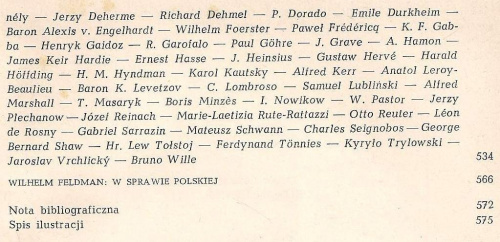 nély — Jerzy Deherme — Richard Dehmel — P. Dorado — Emile Durkheim —
Baron Alexis v. Engelhardt — Wilhelm Foerster — Paweł Frédéricq — K. F. Gab-
ba — Henryk Gaidoz — R. Garofalo — Paul Göhre — J. Grave — A. Hamon —
James Keir Hardie — Ernest Hasse — J. Heinsius — Gustaw Hervé — Harald
Höffding — H. M. Hyndman — Karol Kautsky — Alfred Kerr — Anatol Leroy-
Beaulieu — Baron K. Levetzov — C. Lombroso — Samuel Lubliński — Alfred
Marshall — T. Masaryk — Boris Minzès — I. Nowikow — W. Pastor — Jerzy
Plechanow — Józef Reinach — Marie-Laetizia Rute-Rattazzi — Otto Reuter — Léon
de Rosny — Gabriel Sarrazin — Mateusz Schwann — Charles Seignobos — George
Bernard Shaw — Hr. Lew Tołstoj — Ferdynand Tönnies — Kyryło Trylowski —
Jaroslav Vrchlický — Bruno Wille 534
WILHELM FELDMAN: W SPRAWIE POLSKIEJ 566
Nota bibliograficzna 572
Spis ilustracji 575